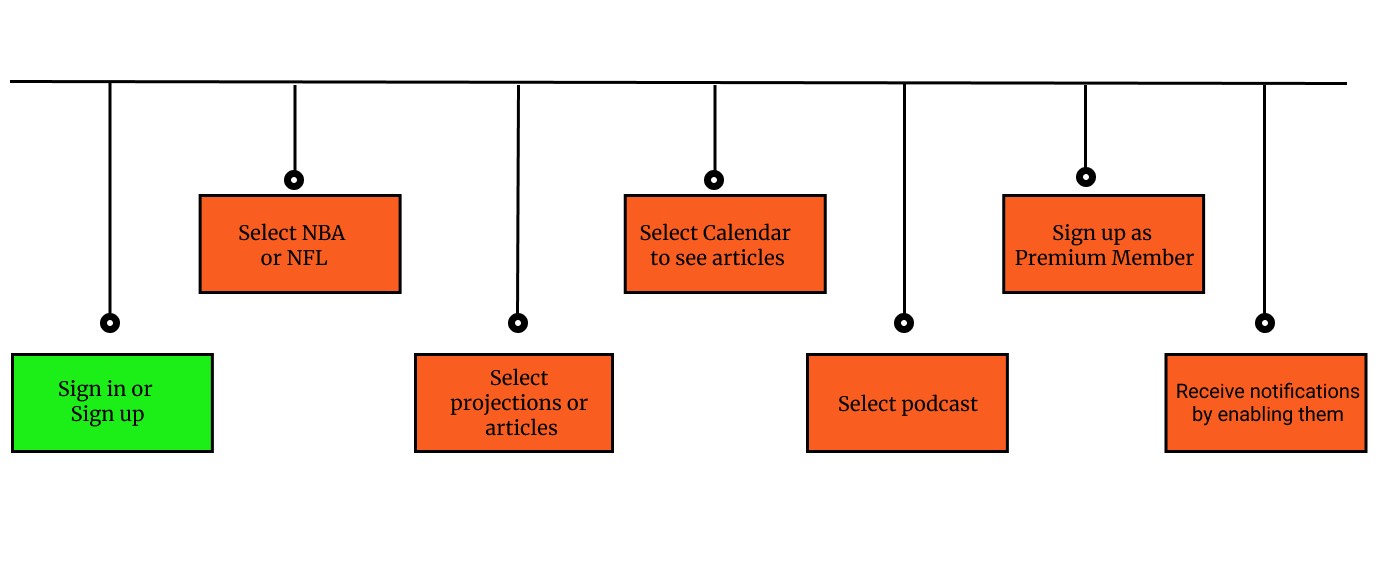 Sign in or
Sign up
Select NBA
or NFL
Select
projections or
articles
Select Calendar
to see articles
Select podcast
Sign up as
Premium Member
Receive notifications
by enabling them